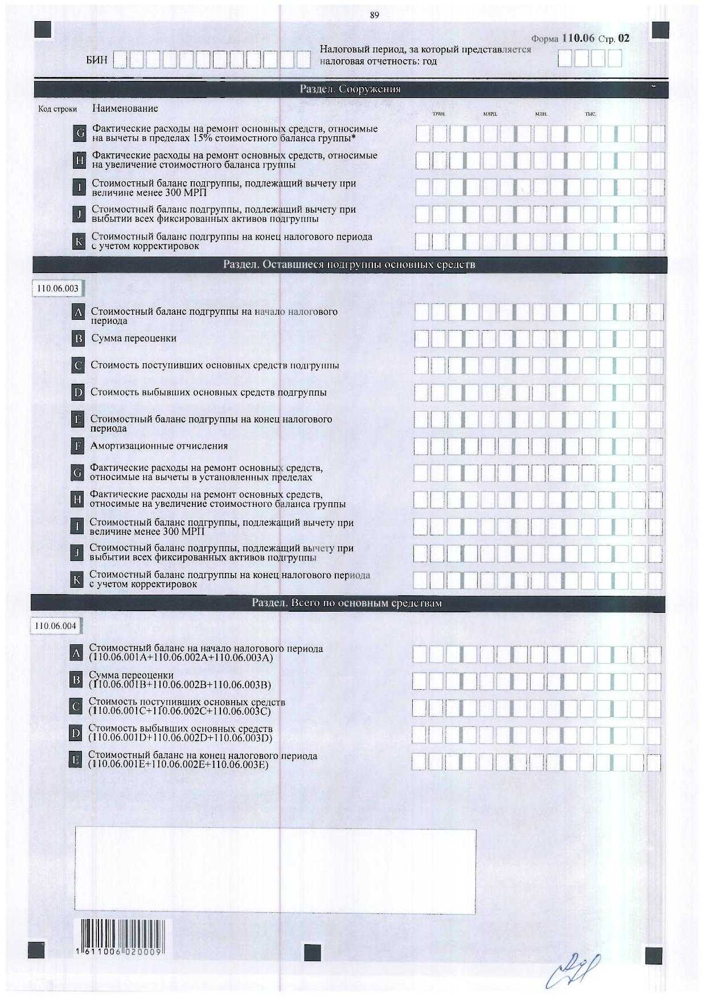 89
Форма 110.06 Стр. 02
БИН
Налоговый период, за который представляется
налоговая отчетность: год
Раздел. Сооружения
Код строки Наименование
трлн. млрд. млн. тыс.
G Фактические расходы на ремонт основных средств, относимые
на вычеты в пределах 15% стоимостного баланса группы*
H Фактические расходы на ремонт основных средств, относимые
на увеличение стоимостного баланса группы
I Стоимостный баланс подгруппы, подлежащий вычету при
величине менее 300 МРП
J Стоимостный баланс подгруппы, подлежащий вычету при
выбытии всех фиксированных активов подгруппы
K Стоимостный баланс подгруппы на конец налогового периода
с учетом корректировок
Раздел. Оставшиеся подгруппы основных средств
110.06.003
A Стоимостный баланс подгруппы на начало налогового
периода
B Сумма переоценки
C Стоимость поступивших основных средств подгруппы
D Стоимость выбывших основных средств подгруппы
E Стоимостный баланс подгруппы на конец налогового
периода
F Амортизационные отчисления
G Фактические расходы на ремонт основных средств,
относимые на вычеты в установленных пределах
H Фактические расходы на ремонт основных средств,
относимые на увеличение стоимостного баланса группы
I Стоимостный баланс подгруппы, подлежащий вычету при
величине менее 300 МРП
J Стоимостный баланс подгруппы, подлежащий вычету при
выбытии всех фиксированных активов подгруппы
K Стоимостный баланс подгруппы на конец налогового периода
с учетом корректировок
Раздел. Всего по основным средствам
110.06.004
A Стоимостный баланс на начало налогового периода
(110.06.001A+110.06.002A+110.06.003A)
B Сумма переоценки
(110.06.001B+110.06.002B+110.06.003B)
C Стоимость поступивших основных средств
(110.06.001C+110.06.002C+110.06.003C)
D Стоимость выбывших основных средств
(110.06.001D+110.06.002D+110.06.003D)
E Стоимостный баланс на конец налогового периода
(110.06.001E+110.06.002E+110.06.003E)
1 611006 020009